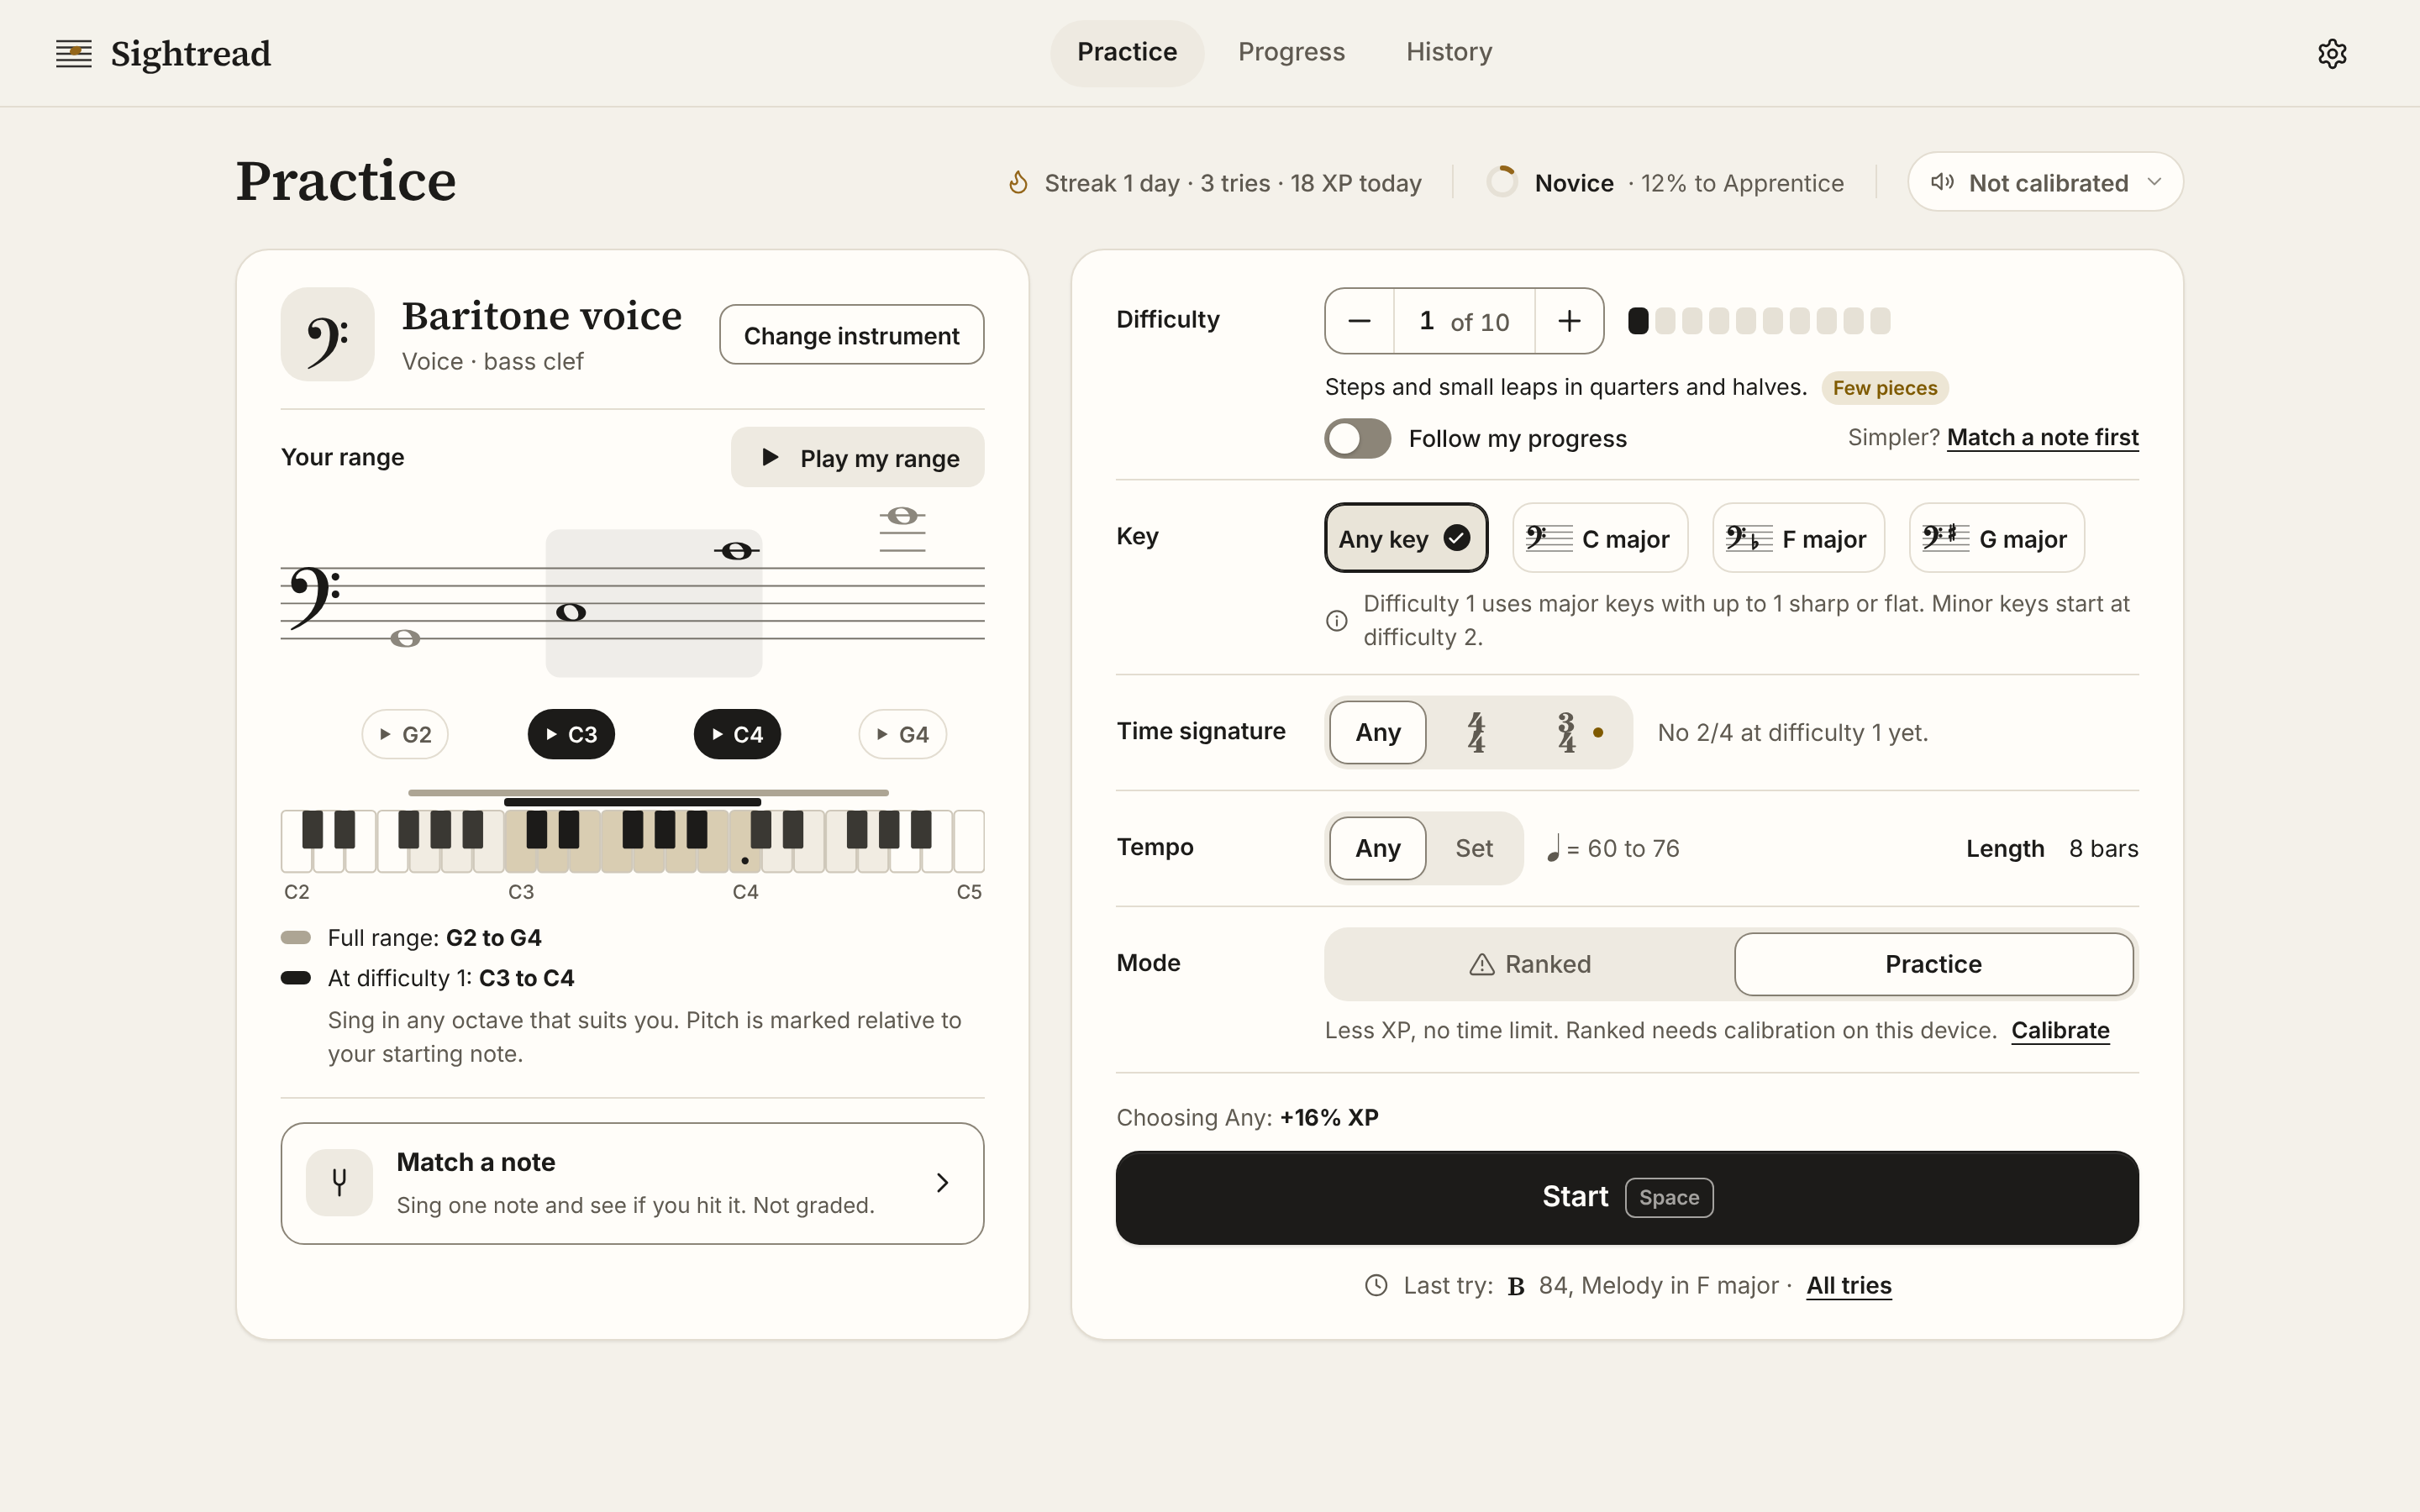 Sightread
Practice
Progress
History
Practice
Streak 1 day · 3 tries · 18 XP today
Novice · 12% to Apprentice
Not calibrated
Baritone voice
Voice · bass clef
Change instrument
Your range
Play my range
G2
C3
C4
G4
C2
C3
C4
C5
Full range: G2 to G4
At difficulty 1: C3 to C4
Sing in any octave that suits you. Pitch is marked relative to
your starting note.
Match a note
Sing one note and see if you hit it. Not graded.
Difficulty
1 of 10
Steps and small leaps in quarters and halves. Few pieces
Follow my progress
Simpler? Match a note first
Key
Any key
C major
F major
G major
Difficulty 1 uses major keys with up to 1 sharp or flat. Minor keys start at
difficulty 2.
Time signature
Any
4
4
3
4
No 2/4 at difficulty 1 yet.
Tempo
Any
Set
= 60 to 76
Length 8 bars
Mode
Ranked
Practice
Less XP, no time limit. Ranked needs calibration on this device. Calibrate
Choosing Any: +16% XP
Start Space
Last try: B 84, Melody in F major · All tries